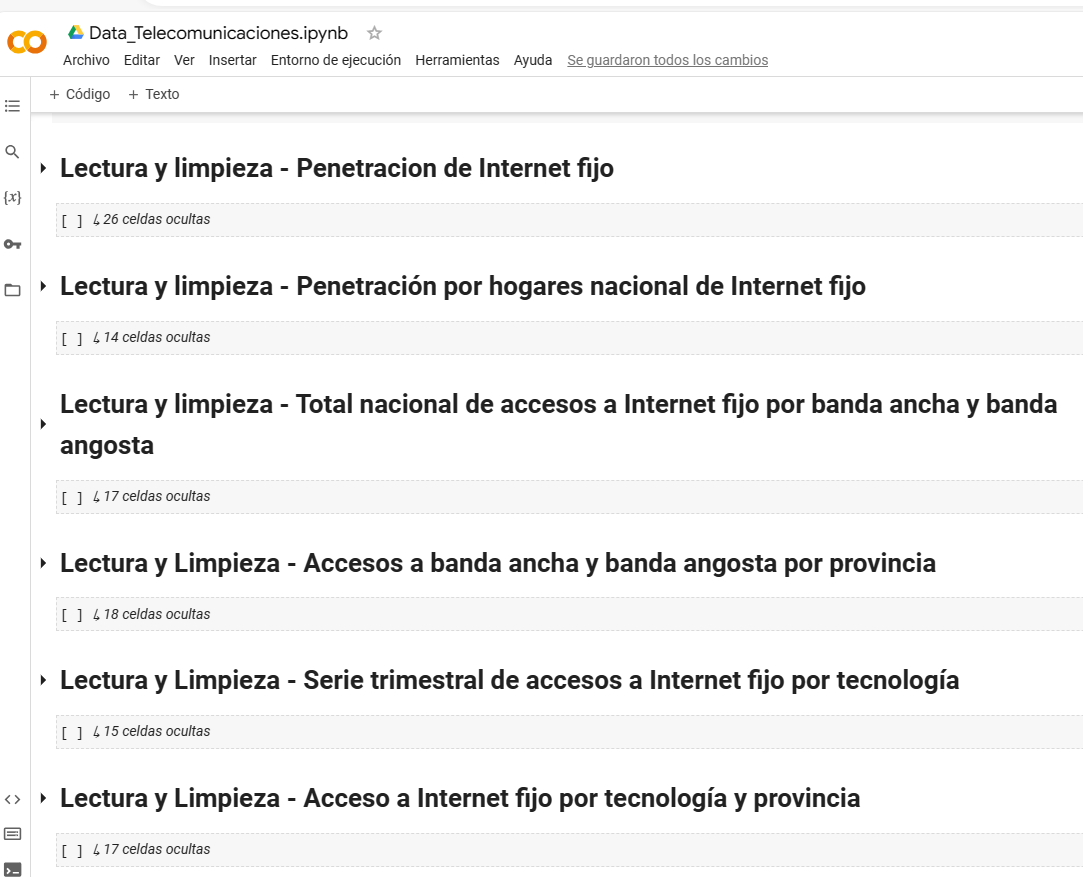 Data_Telecomunicaciones.ipynb
Archivo Editar Ver Insertar Entorno de ejecución Herramientas Ayuda Se guardaron todos los cambios
+ Código + Texto
Lectura y limpieza - Penetracion de Internet fijo
[ ] ↳ 26 celdas ocultas
Lectura y limpieza - Penetración por hogares nacional de Internet fijo
[ ] ↳ 14 celdas ocultas
Lectura y limpieza - Total nacional de accesos a Internet fijo por banda ancha y banda
angosta
[ ] ↳ 17 celdas ocultas
Lectura y Limpieza - Accesos a banda ancha y banda angosta por provincia
[ ] ↳ 18 celdas ocultas
Lectura y Limpieza - Serie trimestral de accesos a Internet fijo por tecnología
[ ] ↳ 15 celdas ocultas
Lectura y Limpieza - Acceso a Internet fijo por tecnología y provincia
[ ] ↳ 17 celdas ocultas